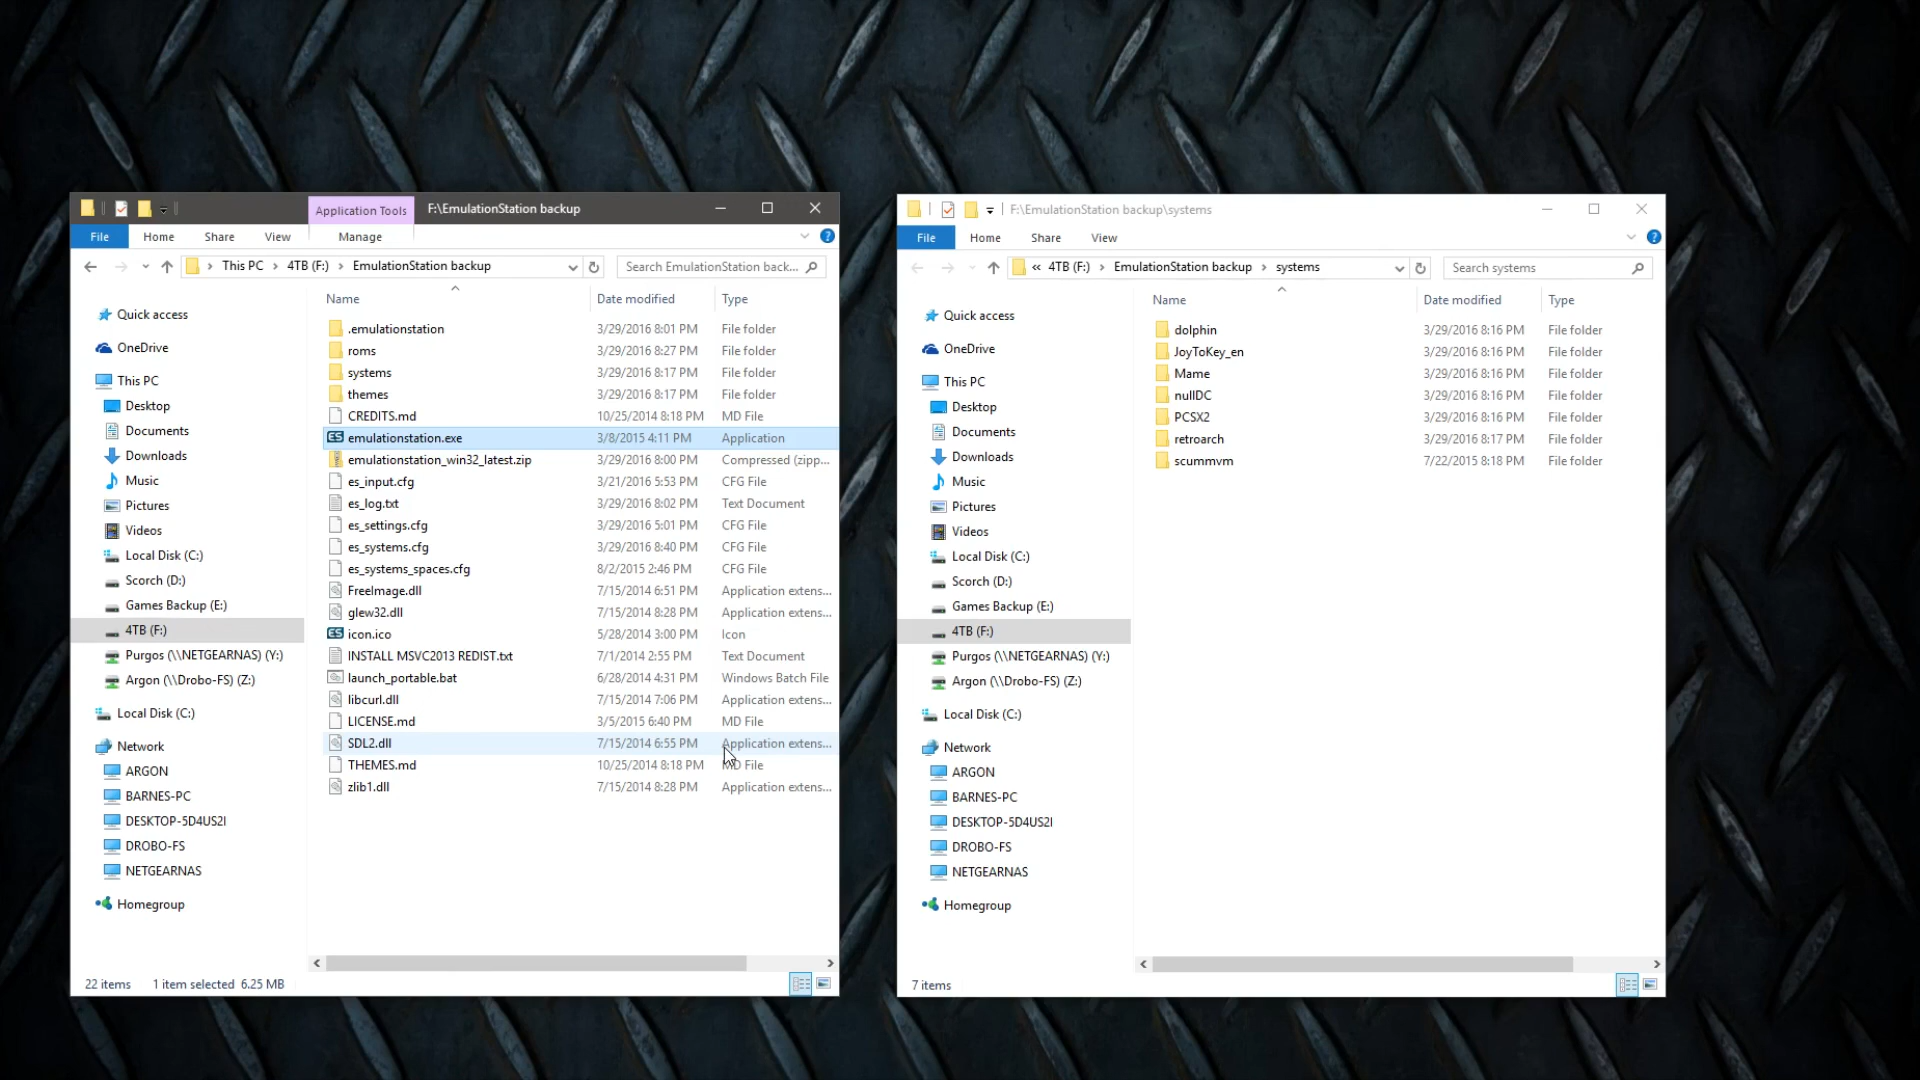 Application Tools F:\EmulationStation backup
File Home Share View Manage
This PC 4TB (F:) EmulationStation backup Search EmulationStation back...
Name Date modified Type
Quick access
OneDrive
This PC
Desktop
Documents
Downloads
Music
Pictures
Videos
Local Disk (C:)
Scorch (D:)
Games Backup (E:)
4TB (F:)
Purgos (\\NETGEARNAS) (Y:)
Argon (\\Drobo-FS) (Z:)
Local Disk (C:)
Network
ARGON
BARNES-PC
DESKTOP-5D4US2I
DROBO-FS
NETGEARNAS
Homegroup
.emulationstation 3/29/2016 8:01 PM File folder
roms 3/29/2016 8:27 PM File folder
systems 3/29/2016 8:17 PM File folder
themes 3/29/2016 8:17 PM File folder
CREDITS.md 10/25/2014 8:18 PM MD File
ES emulationstation.exe 3/8/2015 4:11 PM Application
emulationstation_win32_latest.zip 3/29/2016 8:00 PM Compressed (zipp...
es_input.cfg 3/21/2016 5:53 PM CFG File
es_log.txt 3/29/2016 8:02 PM Text Document
es_settings.cfg 3/29/2016 5:01 PM CFG File
es_systems.cfg 3/29/2016 8:40 PM CFG File
es_systems_spaces.cfg 8/2/2015 2:46 PM CFG File
FreeImage.dll 7/15/2014 6:51 PM Application extens...
glew32.dll 7/15/2014 8:28 PM Application extens...
ES icon.ico 5/28/2014 3:00 PM Icon
INSTALL MSVC2013 REDIST.txt 7/1/2014 2:55 PM Text Document
launch_portable.bat 6/28/2014 4:31 PM Windows Batch File
libcurl.dll 7/15/2014 7:06 PM Application extens...
LICENSE.md 3/5/2015 6:40 PM MD File
SDL2.dll 7/15/2014 6:55 PM Application extens...
THEMES.md 10/25/2014 8:18 PM MD File
zlib1.dll 7/15/2014 8:28 PM Application extens...
22 items 1 item selected 6.25 MB
F:\EmulationStation backup\systems
File Home Share View
« 4TB (F:) EmulationStation backup systems Search systems
Name Date modified Type
Quick access
OneDrive
This PC
Desktop
Documents
Downloads
Music
Pictures
Videos
Local Disk (C:)
Scorch (D:)
Games Backup (E:)
4TB (F:)
Purgos (\\NETGEARNAS) (Y:)
Argon (\\Drobo-FS) (Z:)
Local Disk (C:)
Network
ARGON
BARNES-PC
DESKTOP-5D4US2I
DROBO-FS
NETGEARNAS
Homegroup
dolphin 3/29/2016 8:16 PM File folder
JoyToKey_en 3/29/2016 8:16 PM File folder
Mame 3/29/2016 8:16 PM File folder
nullDC 3/29/2016 8:16 PM File folder
PCSX2 3/29/2016 8:16 PM File folder
retroarch 3/29/2016 8:17 PM File folder
scummvm 7/22/2015 8:18 PM File folder
7 items